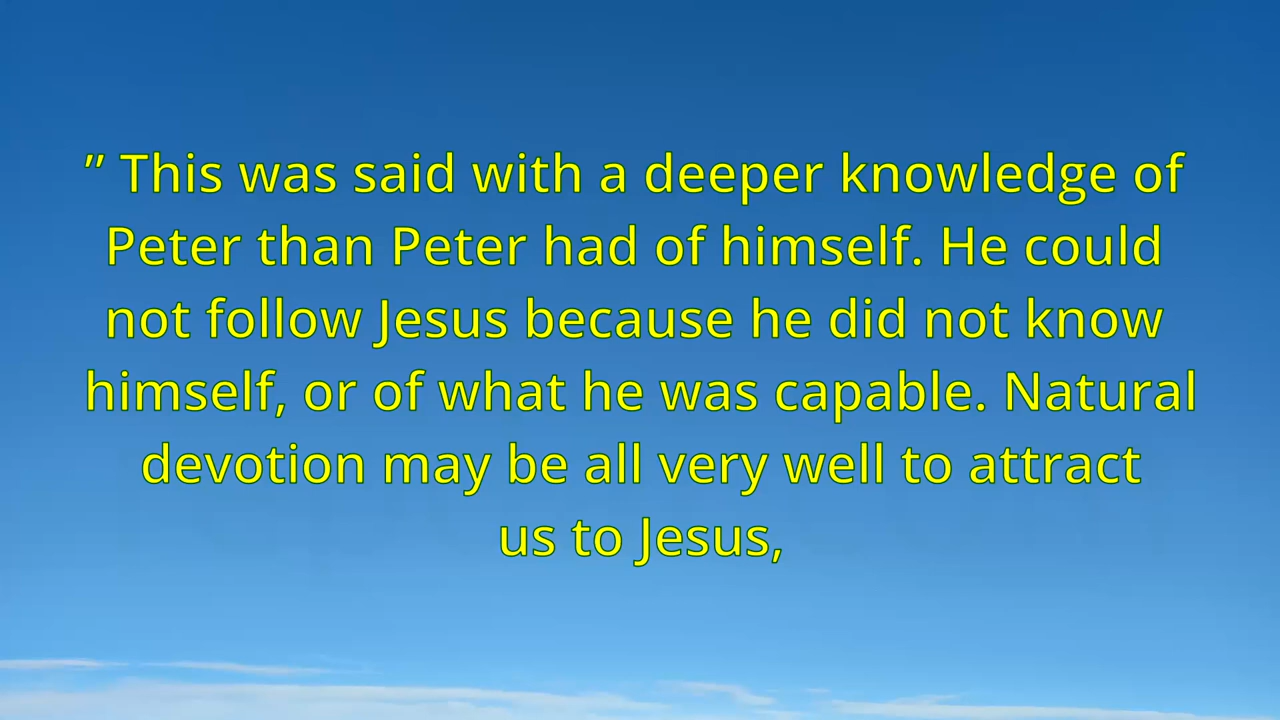 ” This was said with a deeper knowledge of
Peter than Peter had of himself. He could
not follow Jesus because he did not know
himself, or of what he was capable. Natural
devotion may be all very well to attract
us to Jesus,